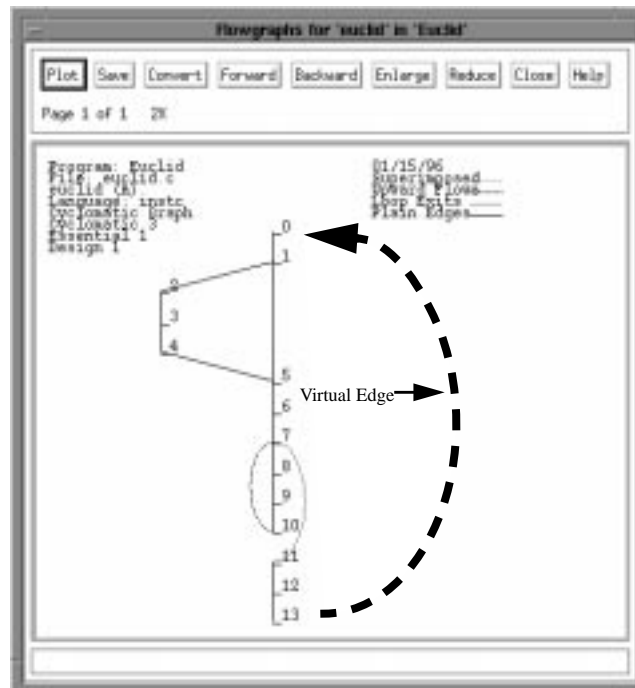 Flowgraphs for 'euclid' in 'Euclid'
Plot Save Convert Forward Backward Enlarge Reduce Close Help
Page 1 of 1 2X
Program: Euclid
File: euclid.c
euclid (A)
Language: instc
Cyclomatic Graph
Cyclomatic 3
Essential 1
Design 1
01/15/96
Superimposed
Upward Flows
Loop Exits
Plain Edges
0
1
2
3
4
5
Virtual Edge
6
7
8
9
10
11
12
13